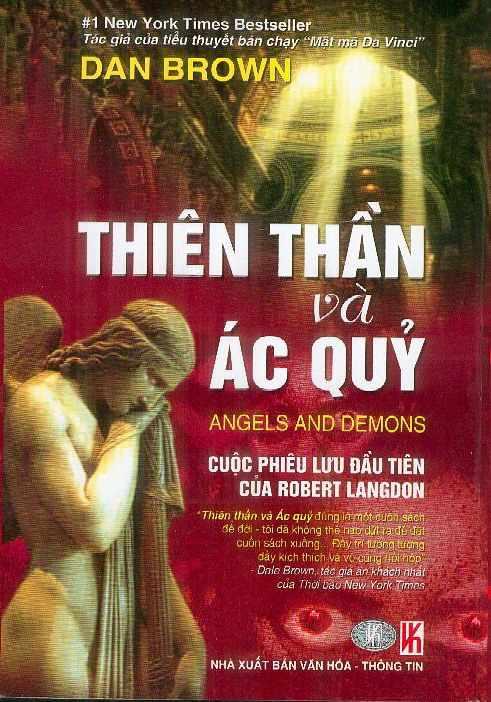 #1 New York Times Bestseller
Tác giả của tiểu thuyết bán chạy "Mật mã Da Vinci"
DAN BROWN
THIÊN THẦN
và
ÁC QUỶ
ANGELS AND DEMONS
CUỘC PHIÊU LƯU ĐẦU TIÊN
CỦA ROBERT LANGDON
"Thiên thần và Ác quỷ đúng là một cuốn sách
để đời - tôi đã không thể nào dứt ra để đặt
cuốn sách xuống... Đầy trí tưởng tượng
đầy kích thích và vô cùng hồi hộp."
- Dale Brown, tác giả ăn khách nhất
của Thời báo New York Times
NHÀ XUẤT BẢN VĂN HÓA - THÔNG TIN